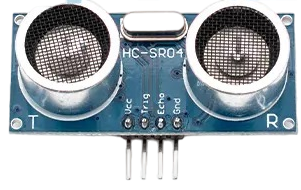 HC-SR04
Vcc
Trig
Echo
Gnd
T
R